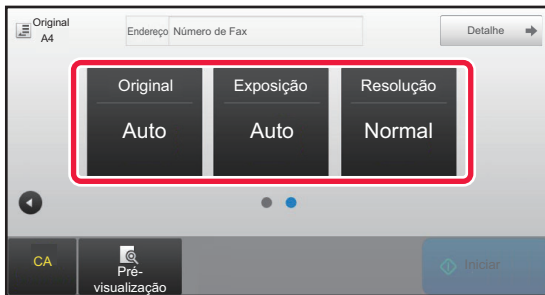 Original
A4
Endereço Número de Fax
Detalhe
Original
Auto
Exposição
Auto
Resolução
Normal
CA
Pré-
visualização
Iniciar